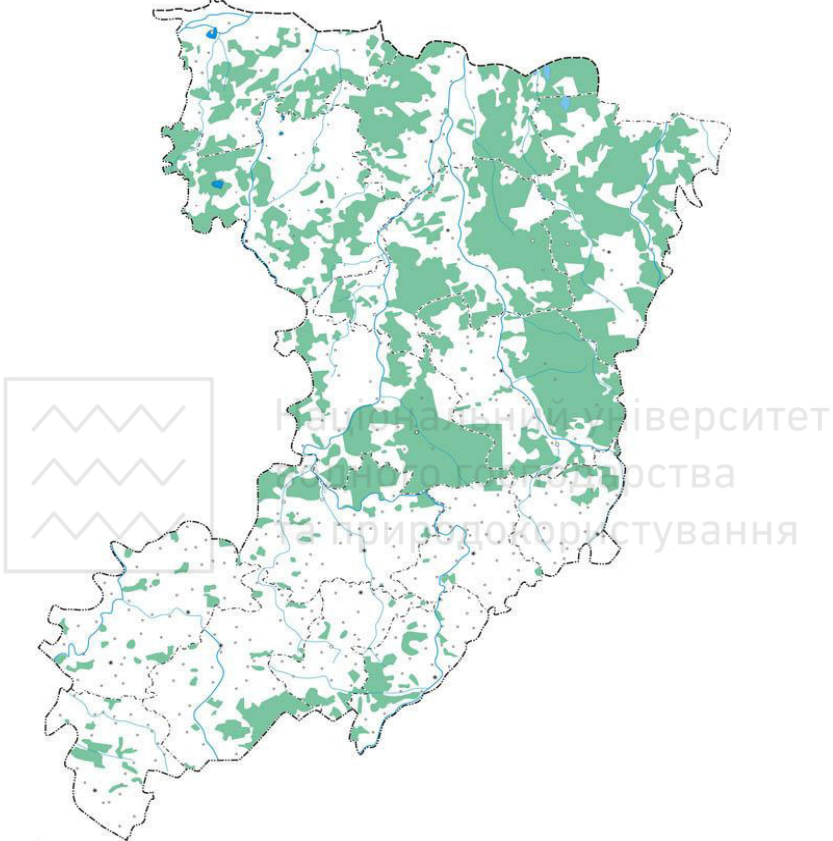 Національний університет
водного господарства
та природокористування